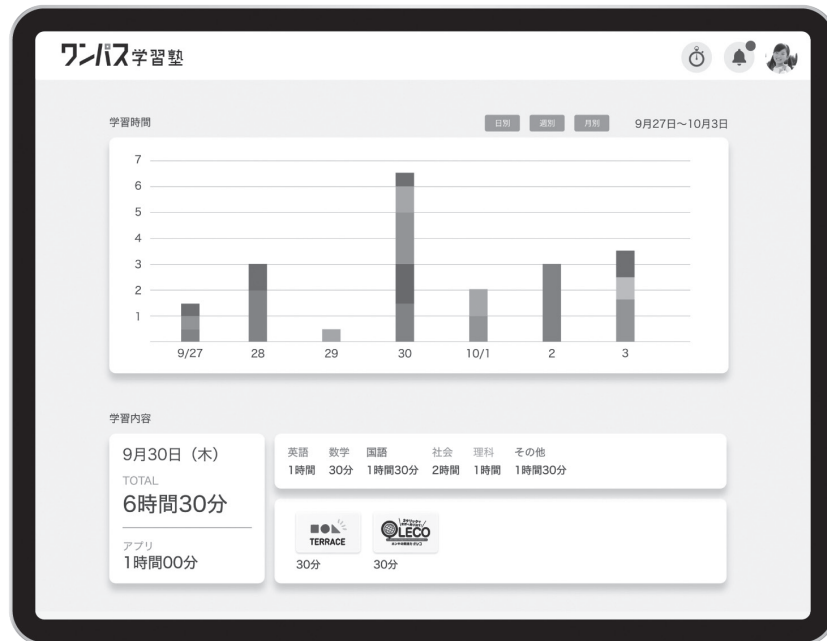 ワンパス学習塾
学習時間
日別 週別 月別 9月27日〜10月3日
7
6
5
4
3
2
1
9/27 28 29 30 10/1 2 3
学習内容
9月30日（木）
TOTAL
6時間30分
アプリ
1時間00分
英語 数学 国語 社会 理科 その他
1時間 30分 1時間30分 2時間 1時間 1時間30分
TERRACE
LECO
30分 30分